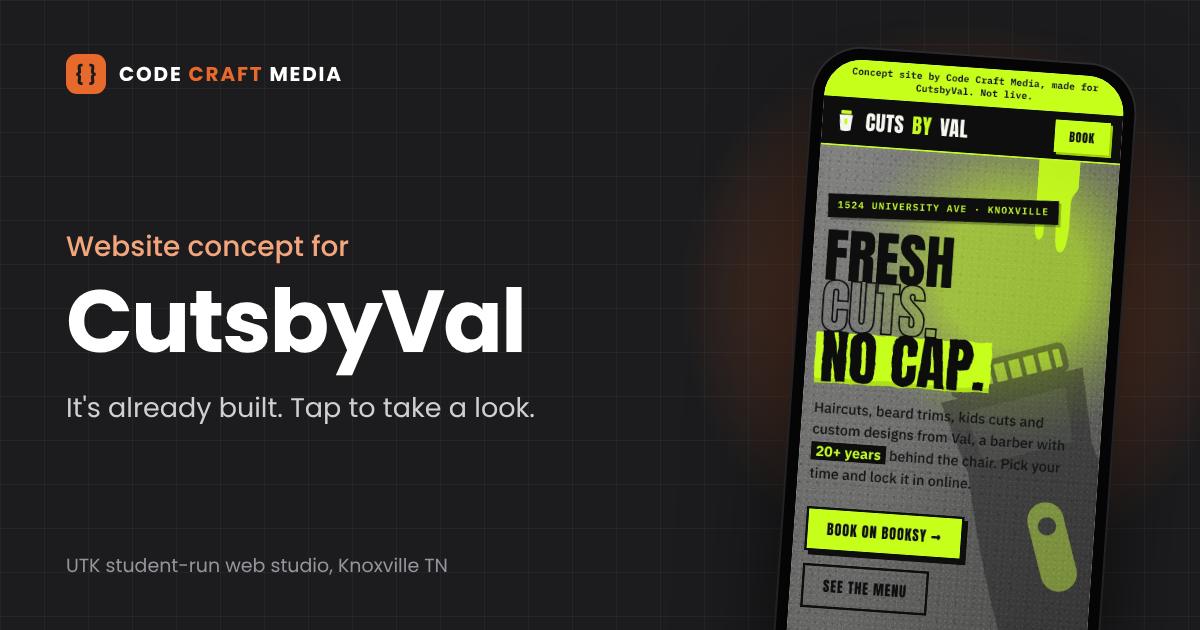 { } CODE CRAFT MEDIA
Website concept for
CutsbyVal
It's already built. Tap to take a look.
UTK student-run web studio, Knoxville TN
Concept site by Code Craft Media, made for
CutsbyVal. Not live.
CUTS BY VAL
BOOK
1524 UNIVERSITY AVE · KNOXVILLE
FRESH
CUTS.
NO CAP.
Haircuts, beard trims, kids cuts and
custom designs from Val, a barber with
20+ years behind the chair. Pick your
time and lock it in online.
BOOK ON BOOKSY →
SEE THE MENU